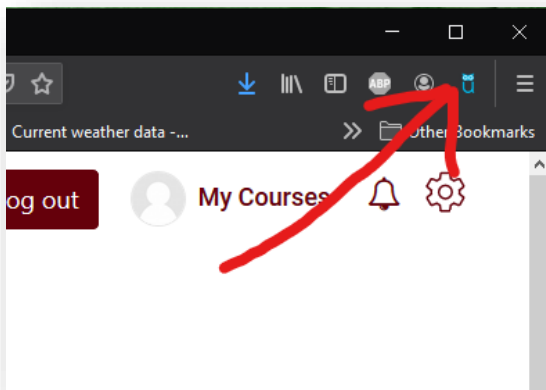 ABP
Current weather data -...
Other Bookmarks
og out
My Courses